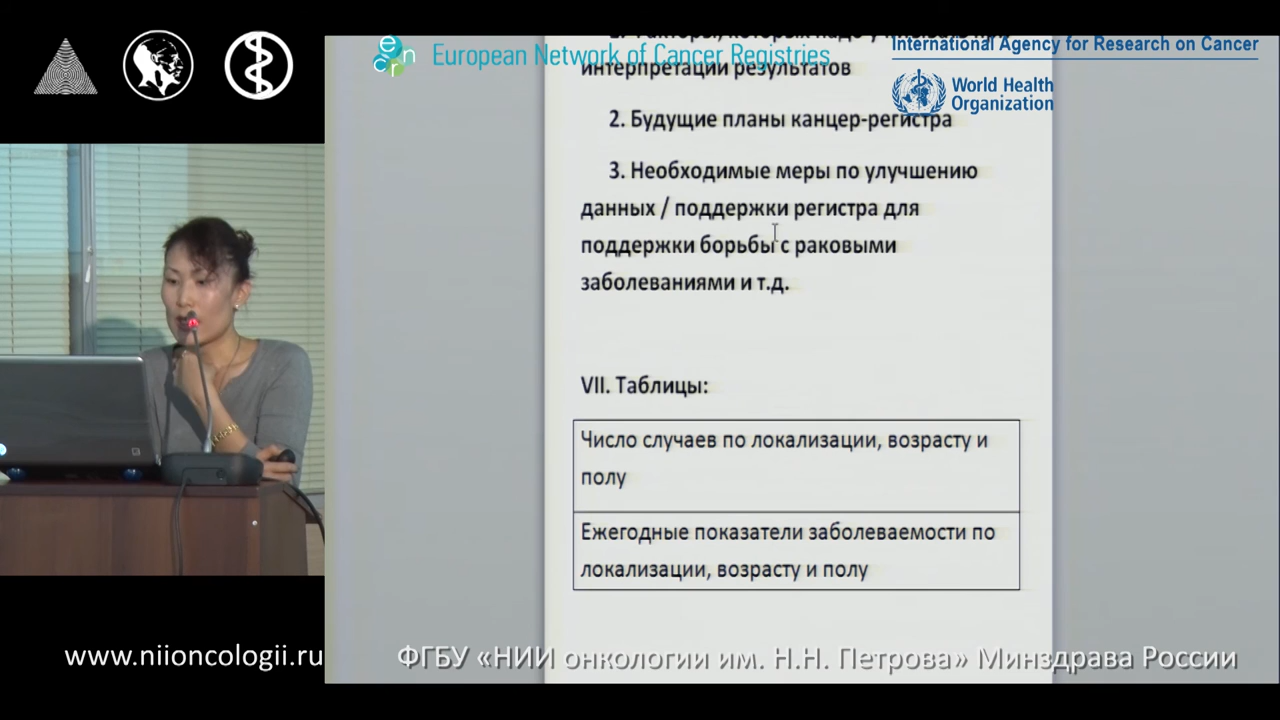 European Network of Cancer Registries
International Agency for Research on Cancer
World Health
Organization
интерпретации результатов
2. Будущие планы канцер-регистра
3. Необходимые меры по улучшению
данных / поддержки регистра для
поддержки борьбы с раковыми
заболеваниями и т.д.
VII. Таблицы:
Число случаев по локализации, возрасту и
полу
Ежегодные показатели заболеваемости по
локализации, возрасту и полу
www.niioncologii.ru
ФГБУ «НИИ онкологии им. Н.Н. Петрова» Минздрава России